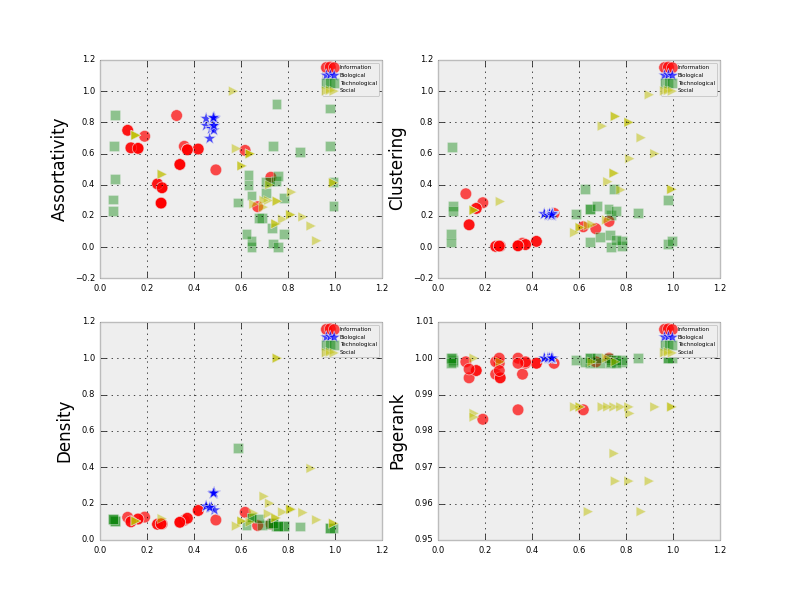 Assortativity
1.2
1.0
0.8
0.6
0.4
0.2
0.0
−0.2
0.0 0.2 0.4 0.6 0.8 1.0 1.2
Information
Biological
Technological
Social
Clustering
1.2
1.0
0.8
0.6
0.4
0.2
0.0
−0.2
0.0 0.2 0.4 0.6 0.8 1.0 1.2
Information
Biological
Technological
Social
Density
1.2
1.0
0.8
0.6
0.4
0.2
0.0
0.0 0.2 0.4 0.6 0.8 1.0 1.2
Information
Biological
Technological
Social
Pagerank
1.01
1.00
0.99
0.98
0.97
0.96
0.95
0.0 0.2 0.4 0.6 0.8 1.0 1.2
Information
Biological
Technological
Social